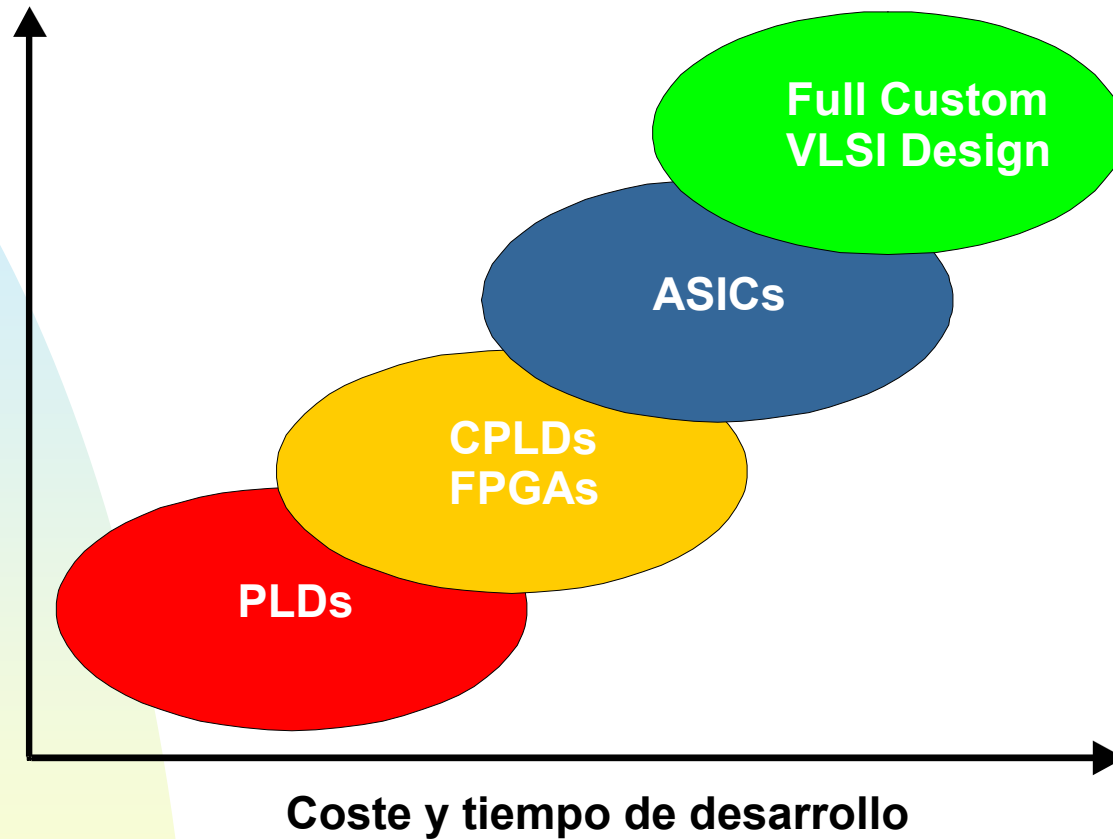 Full Custom
VLSI Design
ASICs
CPLDs
FPGAs
PLDs
Coste y tiempo de desarrollo